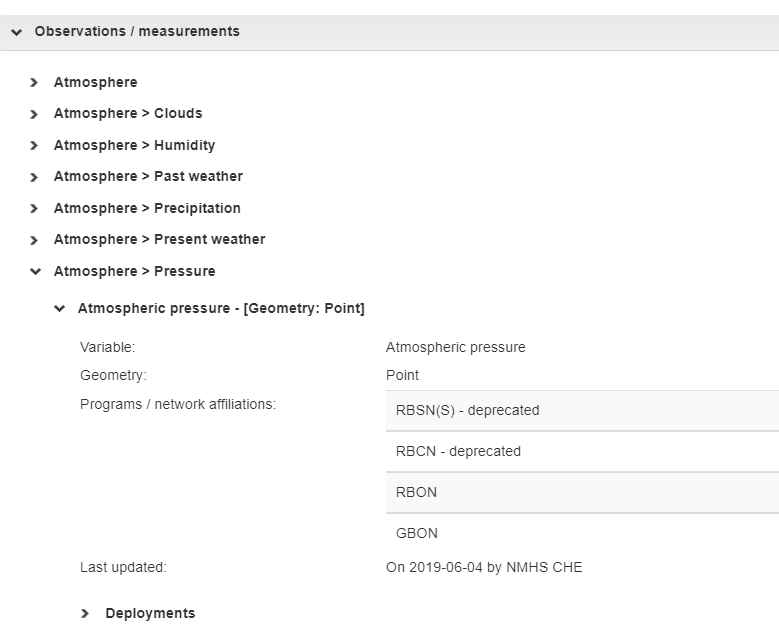 Observations / measurements
Atmosphere
Atmosphere > Clouds
Atmosphere > Humidity
Atmosphere > Past weather
Atmosphere > Precipitation
Atmosphere > Present weather
Atmosphere > Pressure
Atmospheric pressure - [Geometry: Point]
Variable: Atmospheric pressure
Geometry: Point
Programs / network affiliations: RBSN(S) - deprecated
RBCN - deprecated
RBON
GBON
Last updated: On 2019-06-04 by NMHS CHE
Deployments